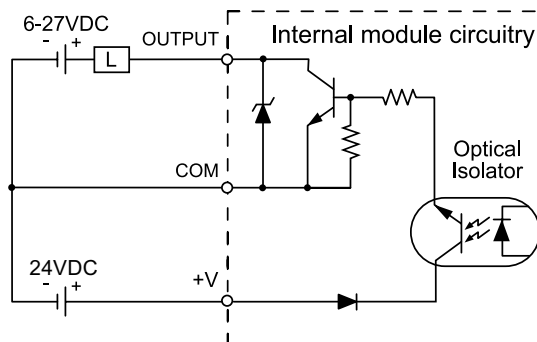 6-27VDC
- +
L
OUTPUT
Internal module circuitry
COM
Optical
Isolator
24VDC
- +
+V